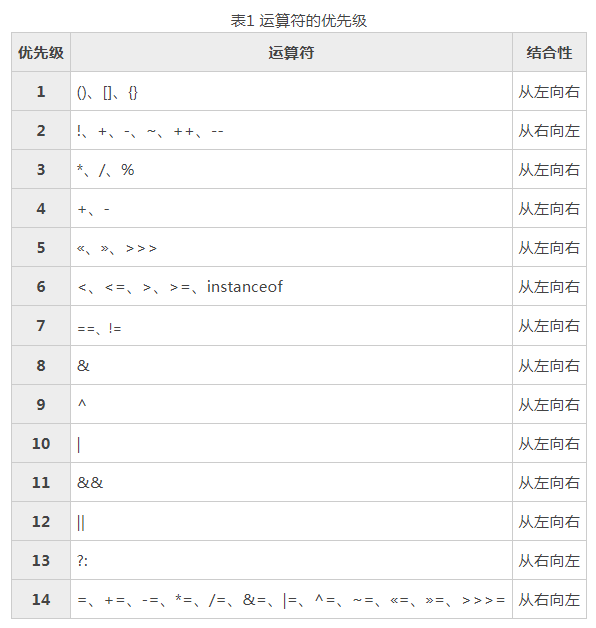 表1 运算符的优先级
优先级 运算符 结合性
1 ()、[]、{} 从左向右
2 !、+、-、~、++、-- 从右向左
3 *、/、% 从左向右
4 +、- 从左向右
5 «、»、>>> 从左向右
6 <、<=、>、>=、instanceof 从左向右
7 ==、!= 从左向右
8 & 从左向右
9 ^ 从左向右
10 | 从左向右
11 && 从左向右
12 || 从左向右
13 ?: 从右向左
14 =、+=、-=、*=、/=、&=、|=、^=、~=、«=、»=、>>>= 从右向左